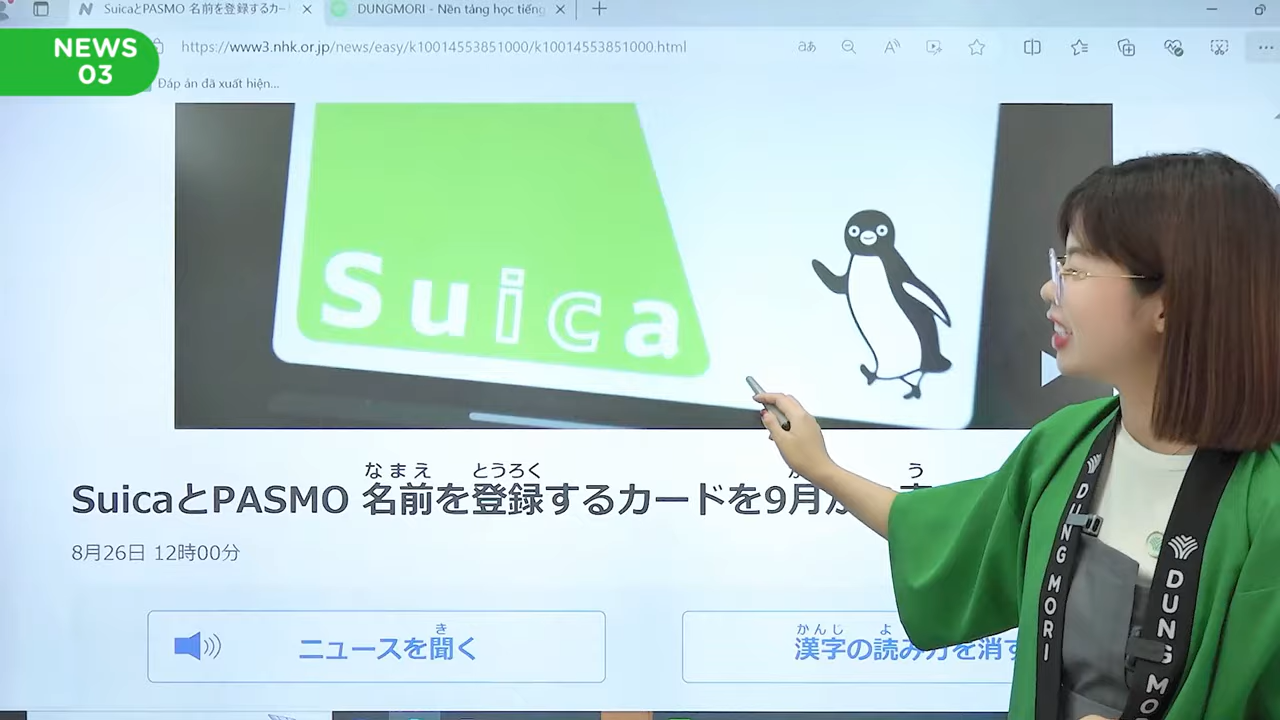 SuicaとPASMO 名前を登録するカー
DUNGMORI - Nền tảng học tiếng
NEWS
03
https://www3.nhk.or.jp/news/easy/k10014553851000/k10014553851000.html
Đáp án đã xuất hiện...
Suica
なまえ とうろく う
SuicaとPASMO 名前を登録するカードを9月
8月26日 12時00分
き
ニュースを聞く
かんじ よ
漢字の読み方を消す
DUNGMORI
DUNG MO